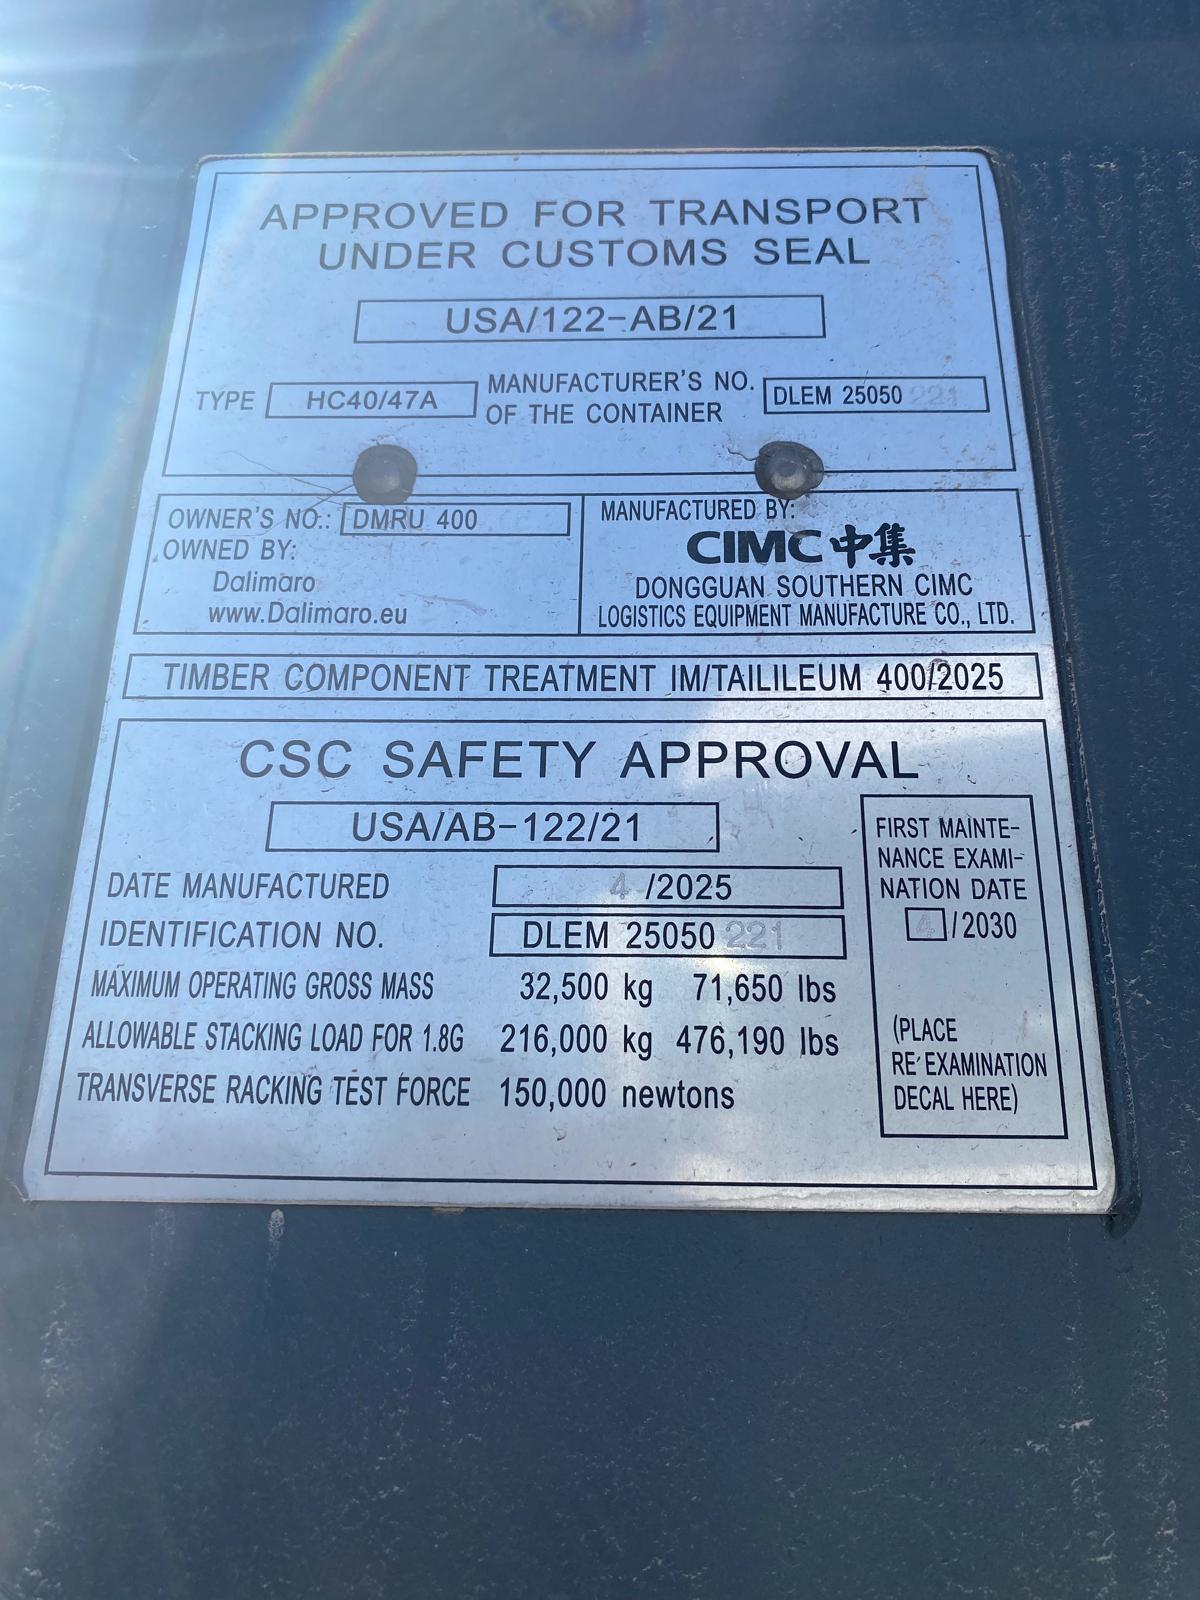 APPROVED FOR TRANSPORT
UNDER CUSTOMS SEAL
USA/122-AB/21
TYPE HC40/47A
MANUFACTURER'S NO.
OF THE CONTAINER
DLEM 25050 221
OWNER'S NO.: DMRU 400
OWNED BY:
Dalimaro
www.Dalimaro.eu
MANUFACTURED BY:
CIMC 中集
DONGGUAN SOUTHERN CIMC
LOGISTICS EQUIPMENT MANUFACTURE CO., LTD.
TIMBER COMPONENT TREATMENT IM/TAILILEUM 400/2025
CSC SAFETY APPROVAL
USA/AB-122/21
DATE MANUFACTURED 4 /2025
IDENTIFICATION NO. DLEM 25050 221
MAXIMUM OPERATING GROSS MASS 32,500 kg 71,650 lbs
ALLOWABLE STACKING LOAD FOR 1.8G 216,000 kg 476,190 lbs
TRANSVERSE RACKING TEST FORCE 150,000 newtons
FIRST MAINTE-
NANCE EXAMI-
NATION DATE
4 /2030
(PLACE
RE'EXAMINATION
DECAL HERE)